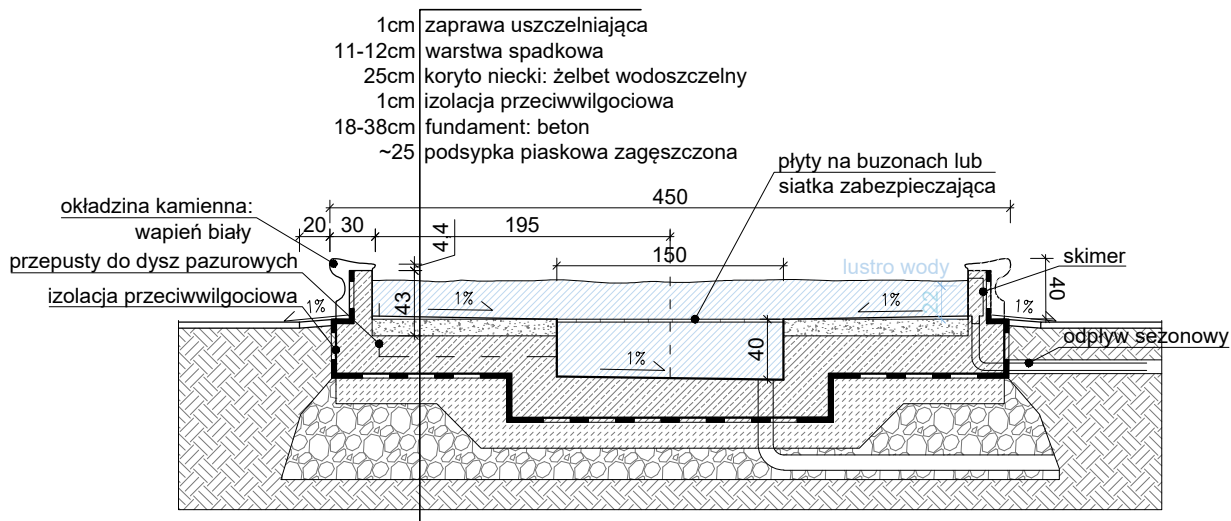 1cm zaprawa uszczelniająca
11-12cm warstwa spadkowa
25cm koryto niecki: żelbet wodoszczelny
1cm izolacja przeciwwilgociowa
18-38cm fundament: beton
~25 podsypka piaskowa zagęszczona
płyty na buzonach lub
siatka zabezpieczająca
450
okładzina kamienna:
wapień biały
20 30 195
4,4
150
przepusty do dysz pazurowych
lustro wody
skimer
izolacja przeciwwilgociowa
1%
43
1%
1%
22
1%
40
1%
40
odpływ sezonowy